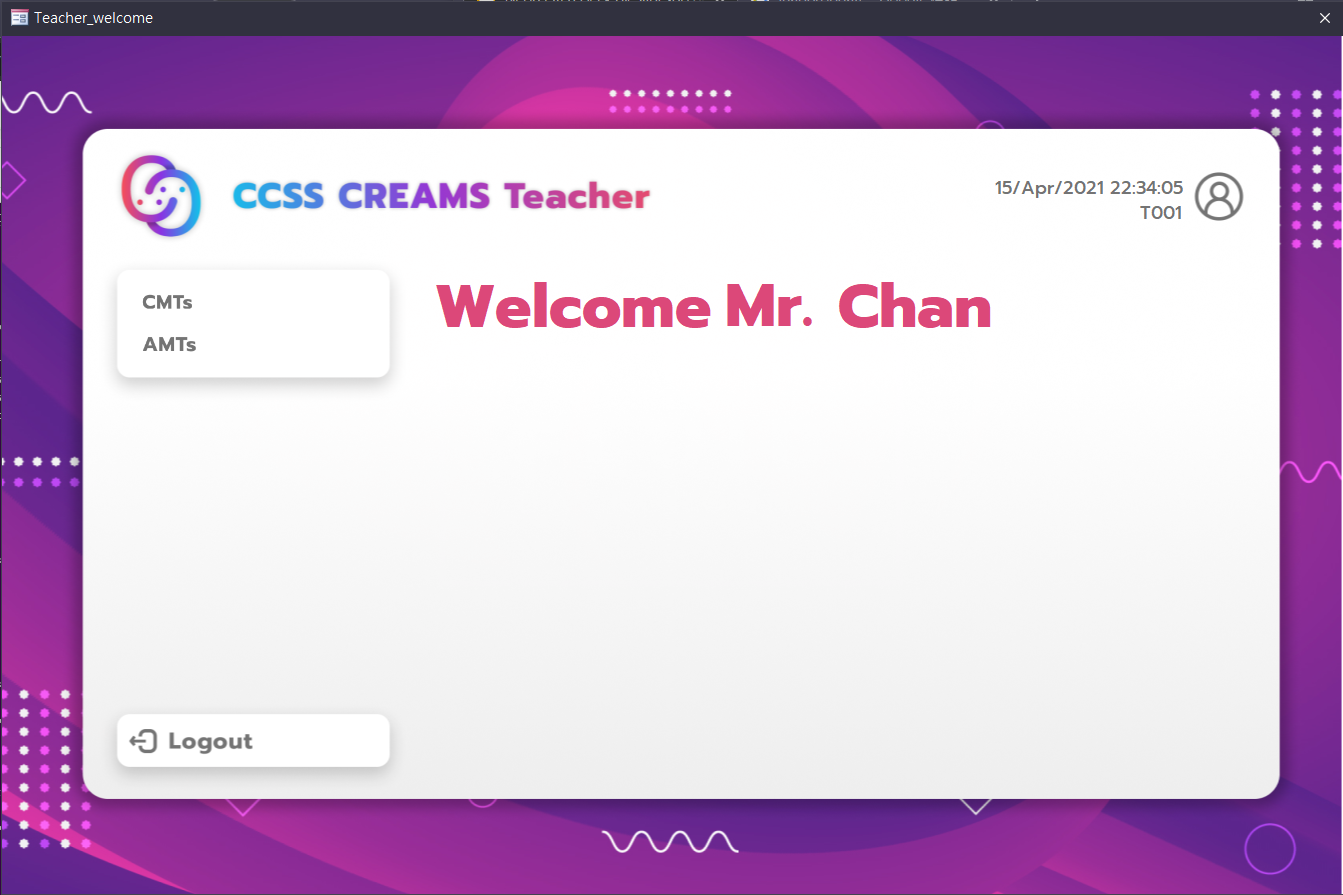 Teacher_welcome
CCSS CREAMS Teacher
15/Apr/2021 22:34:05
T001
CMTs
AMTs
Welcome Mr. Chan
Logout